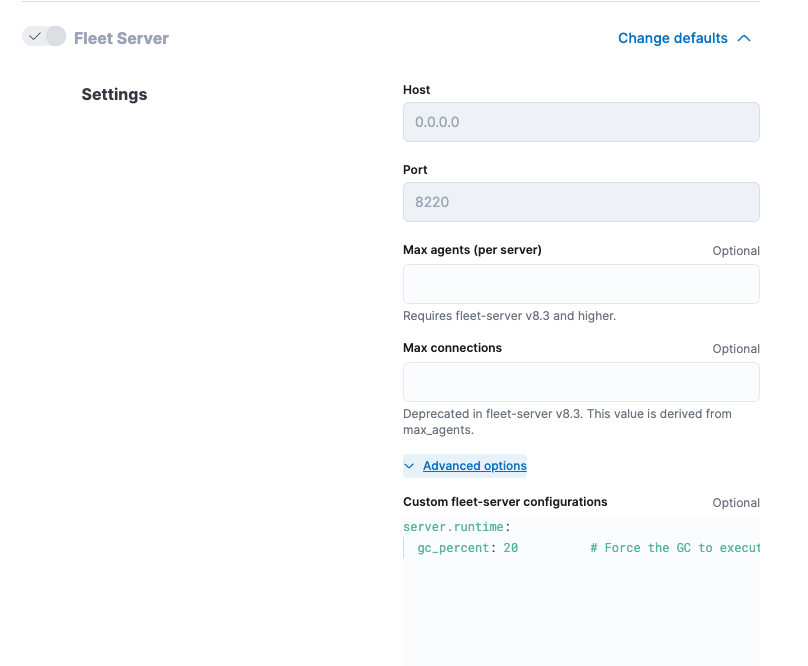 Fleet Server
Change defaults
Settings
Host
0.0.0.0
Port
8220
Max agents (per server)
Optional
Requires fleet-server v8.3 and higher.
Max connections
Optional
Deprecated in fleet-server v8.3. This value is derived from
max_agents.
Advanced options
Custom fleet-server configurations
Optional
server.runtime:
gc_percent: 20 # Force the GC to execut